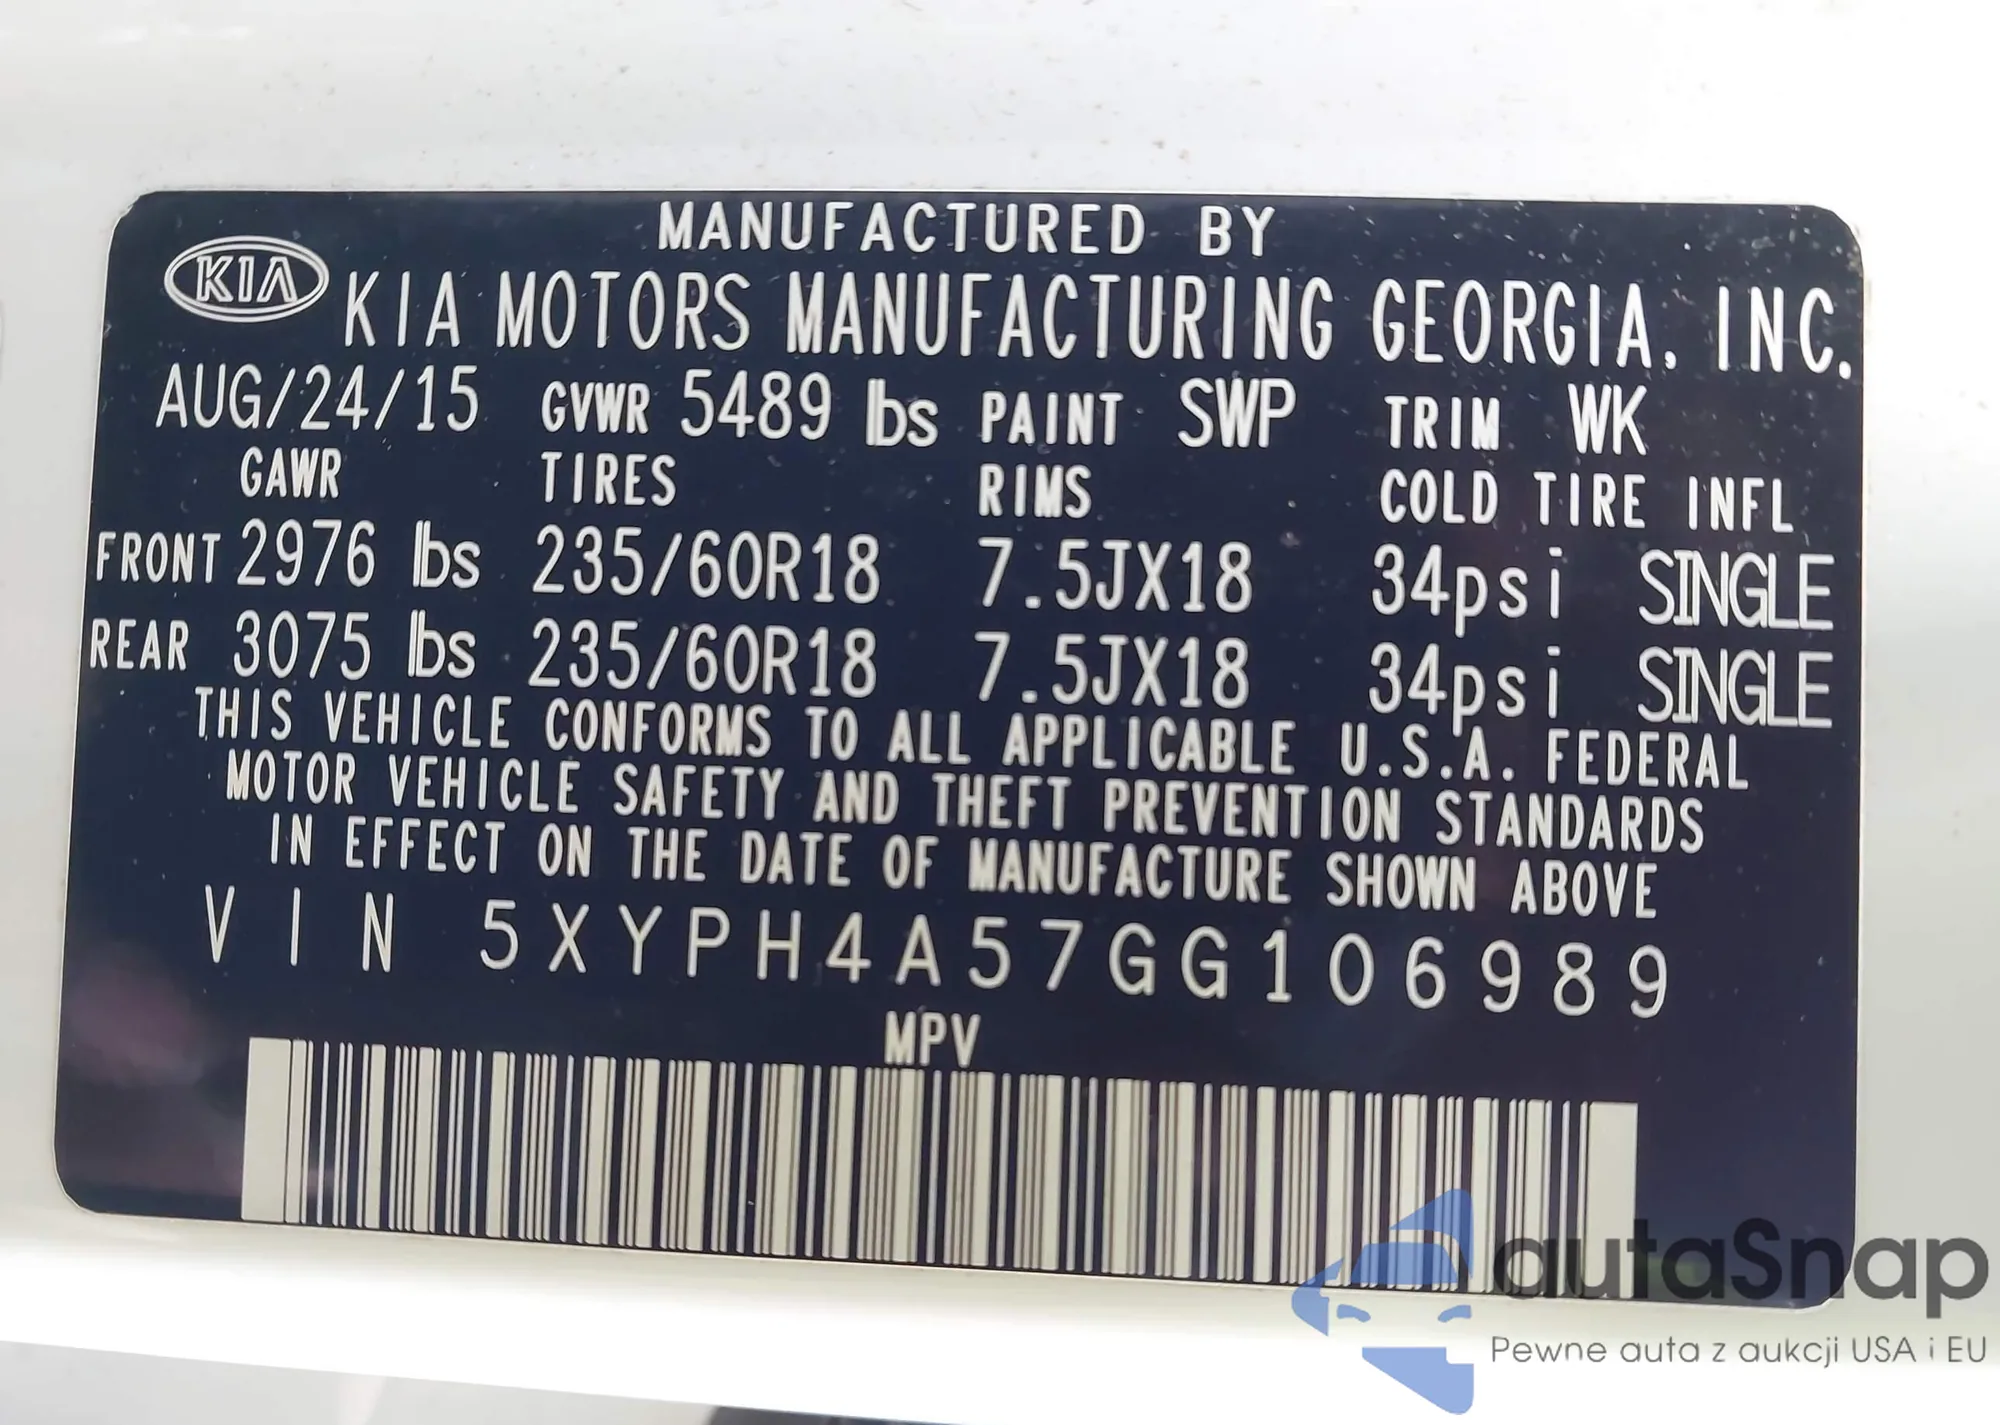 MANUFACTURED BY
KIA KIA MOTORS MANUFACTURING GEORGIA, INC.
AUG/24/15 GVWR 5489 lbs PAINT SWP TRIM WK
GAWR TIRES RIMS COLD TIRE INFL
FRONT 2976 lbs 235/60R18 7.5JX18 34psi SINGLE
REAR 3075 lbs 235/60R18 7.5JX18 34psi SINGLE
THIS VEHICLE CONFORMS TO ALL APPLICABLE U.S.A. FEDERAL
MOTOR VEHICLE SAFETY AND THEFT PREVENTION STANDARDS
IN EFFECT ON THE DATE OF MANUFACTURE SHOWN ABOVE
VIN 5XYPH4A57GG106989
MPV
autaSnap
Pewne auta z aukcji USA i EU